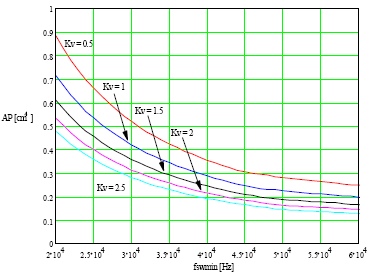 1
0.9
Kv = 0.5
0.8
0.7
Kv = 1
0.6
Kv = 1.5
AP [cm⁴]
0.5
Kv = 2
0.4
0.3
Kv = 2.5
0.2
0.1
0
2·10⁴ 2.5·10⁴ 3·10⁴ 3.5·10⁴ 4·10⁴ 4.5·10⁴ 5·10⁴ 5.5·10⁴ 6·10⁴
fswmin [Hz]